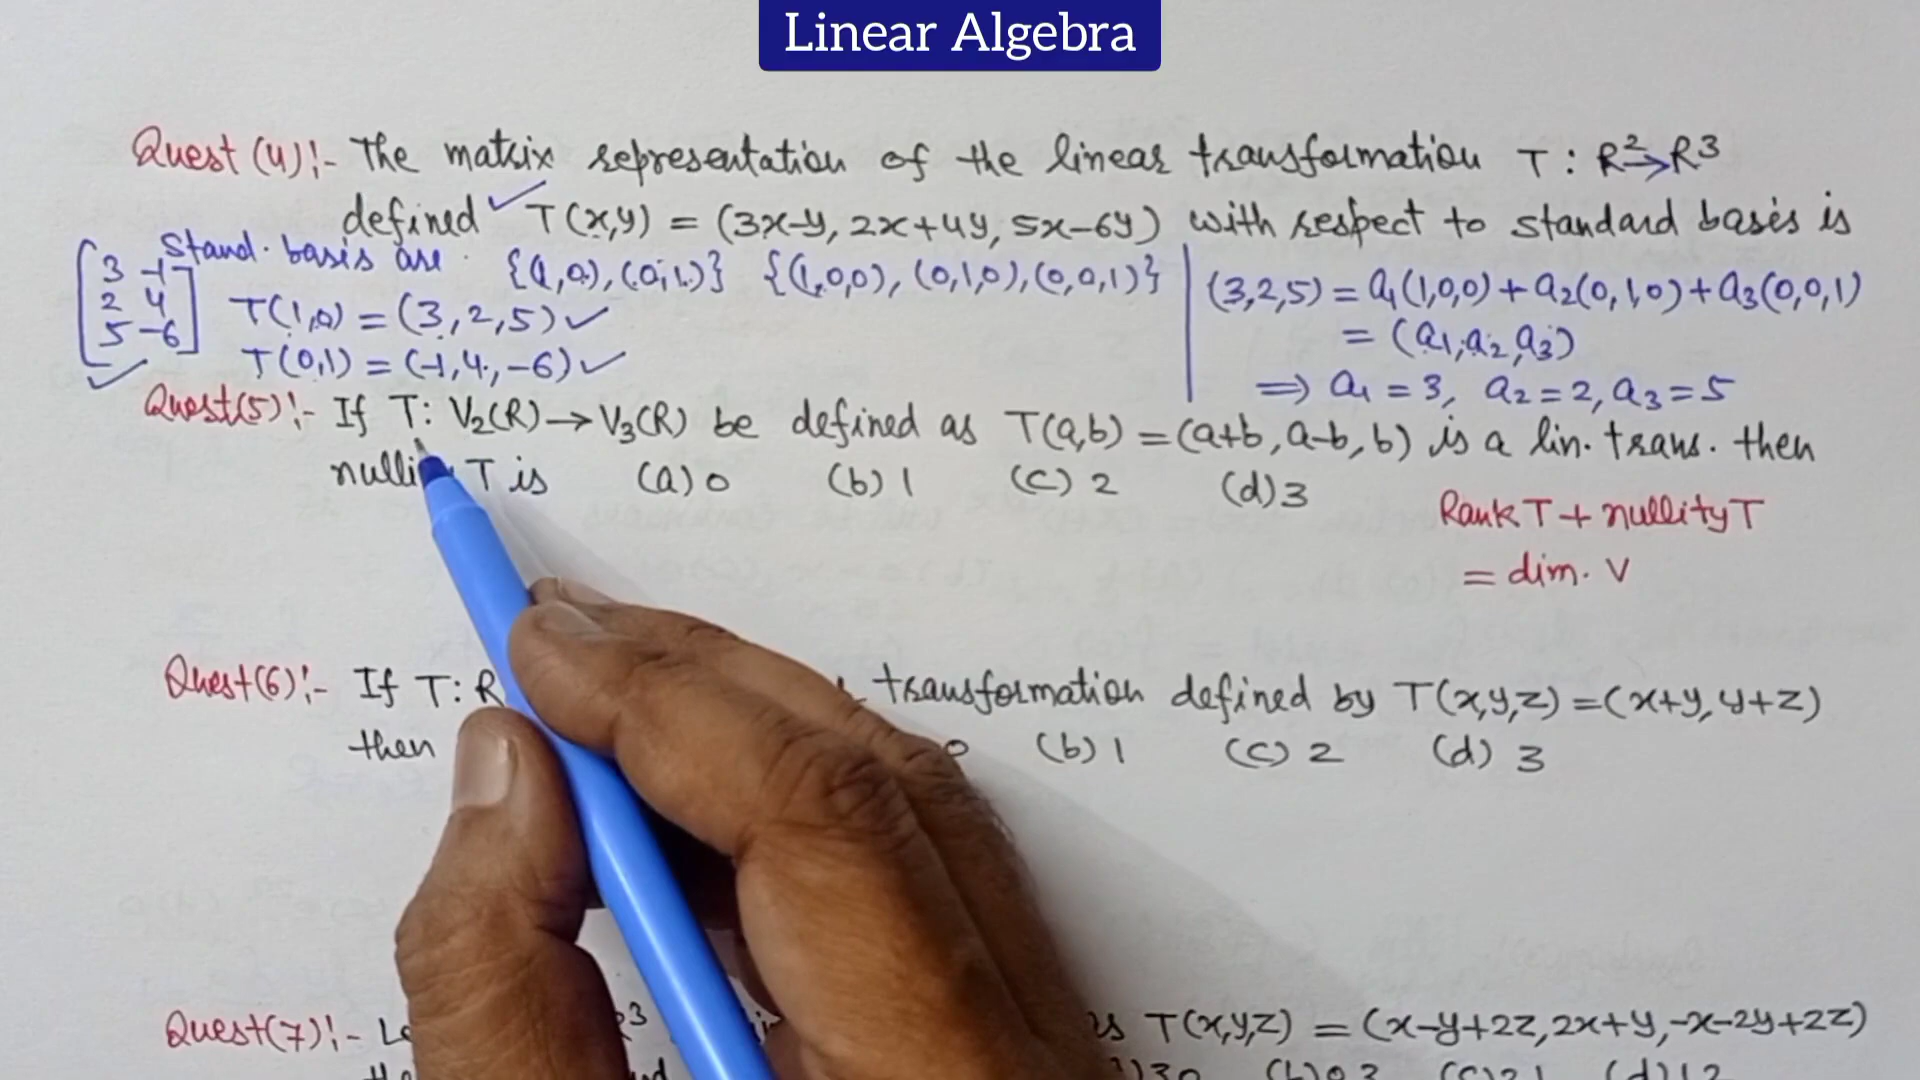 Linear Algebra
Quest (4):- The matrix representation of the linear transformation T : R²→R³
defined T(x,y) = (3x-y, 2x+4y, 5x-6y) with respect to standard basis is
Stand. basis are {(1,0),(0,1)} {(1,0,0),(0,1,0),(0,0,1)}
[3 -1
2 4
5 -6]
T(1,0) = (3,2,5) ✓
T(0,1) = (-1,4,-6) ✓
(3,2,5) = a₁(1,0,0) + a₂(0,1,0) + a₃(0,0,1)
= (a₁,a₂,a₃)
⇒ a₁ = 3, a₂ = 2, a₃ = 5
Quest(5):- If T: V₂(R)→V₃(R) be defined as T(a,b) = (a+b, a-b, b) is a lin. trans. then
T is (a) 0 (b) 1 (c) 2 (d) 3
Rank T + nullity T
= dim. V
Quest(6):- If T: R transformation defined by T(x,y,z) = (x+y, y+z)
then (b) 1 (c) 2 (d) 3
Quest(7):- T(x,y,z) = (x-y+2z, 2x+y, -x-2y+2z)